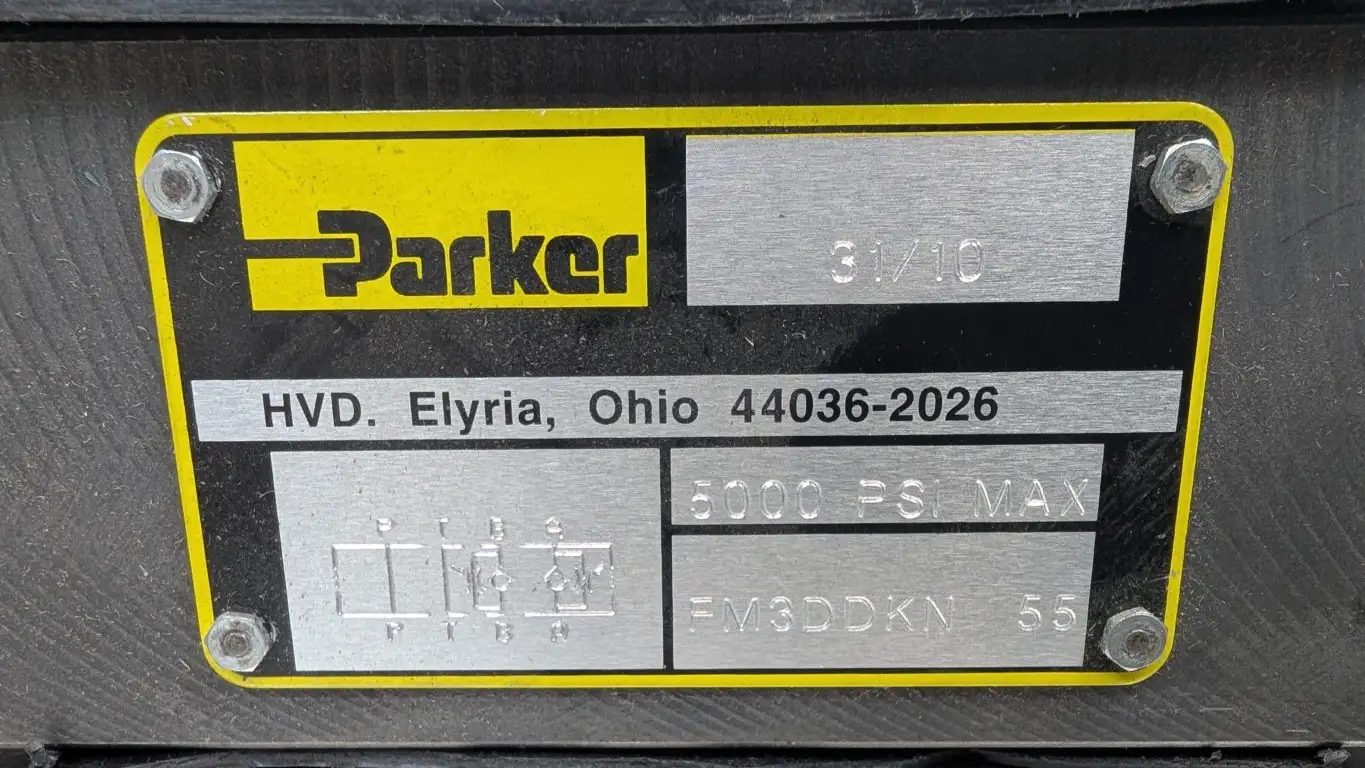 Parker
31/10
HVD. Elyria, Ohio 44036-2026
5000 PSI MAX
P T B A
FM3DDKN 55
P T B A